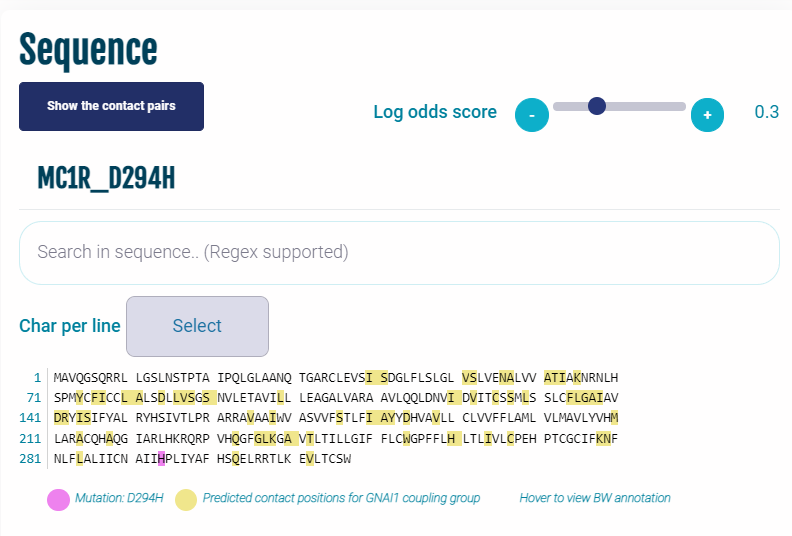 Sequence
Show the contact pairs
Log odds score - + 0.3
MC1R_D294H
Search in sequence.. (Regex supported)
Char per line Select
1 MAVQGSQRRL LGSLNSTPTA IPQLGLAANQ TGARCLEVSI SDGLFLSLGL VSLVENALVV ATIAKNRNLH
71 SPMYCFICCL ALSDLLVSGS NVLETAVILL LEAGALVARA AVLQQLDNVI DVITCSSMLS SLCFLGAIAV
141 DRYISIFYAL RYHSIVTLPR ARRAVAAIWV ASVVFSTLFI AYYDHVAVLL CLVVFFLAML VLMAVLYVHM
211 LARACQHAQG IARLHKRQRP VHQGFGLKGA VTLTILLGIF FLCWGPFFLH LTLIVLCPEH PTCGCIFKNF
281 NLFLALIICN AIIHPLIYAF HSQELRRTLK EVLTCSW
Mutation: D294H Predicted contact positions for GNAI1 coupling group Hover to view BW annotation